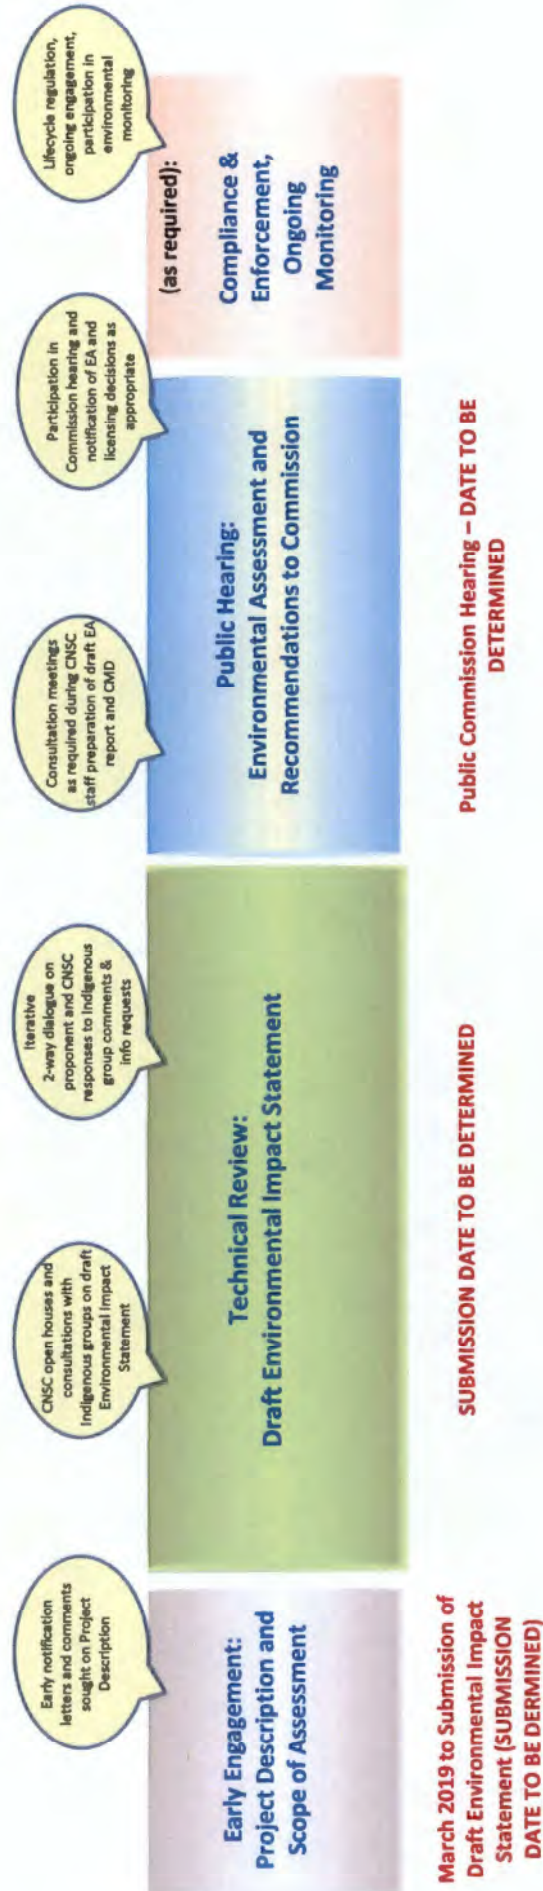 Early notification
letters and comments
sought on Project
Description
CNSC open houses and
consultations with
Indigenous groups on draft
Environmental Impact
Statement
Iterative
2-way dialogue on
proponent and CNSC
responses to Indigenous
group comments &
info requests
Consultation meetings
as required during CNSC
staff preparation of draft EA
report and CMD
Participation in
Commission hearing and
notification of EA and
licensing decisions as
appropriate
Lifecycle regulation,
ongoing engagement,
participation in
environmental
monitoring
Early Engagement:
Project Description and
Scope of Assessment
Technical Review:
Draft Environmental Impact Statement
Public Hearing:
Environmental Assessment and
Recommendations to Commission
(as required):
Compliance &
Enforcement,
Ongoing
Monitoring
March 2019 to Submission of
Draft Environmental Impact
Statement (SUBMISSION
DATE TO BE DERMINED)
SUBMISSION DATE TO BE DETERMINED
Public Commission Hearing – DATE TO BE
DETERMINED